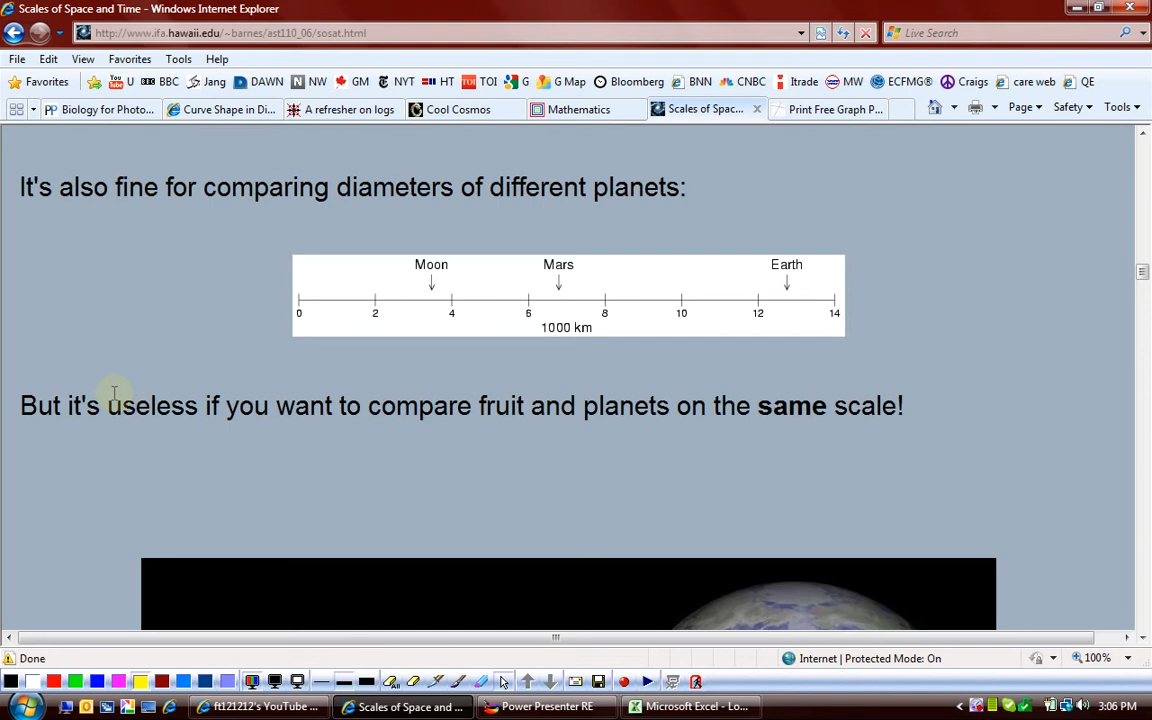 Scales of Space and Time - Windows Internet Explorer
http://www.ifa.hawaii.edu/~barnes/ast110_06/sosat.html
Live Search
File Edit View Favorites Tools Help
Favorites You Tube U BBC Jang DAWN N NW GM NYT HT TOI G G Map Bloomberg BNN CNBC Itrade MW ECFMG® Craigs care web QE
Biology for Photo... Curve Shape in Di... A refresher on logs Cool Cosmos Mathematics Scales of Spac... Print Free Graph P... Page Safety Tools
It's also fine for comparing diameters of different planets:
Moon Mars Earth
0 2 4 6 8 10 12 14
1000 km
But it's useless if you want to compare fruit and planets on the same scale!
Done Internet | Protected Mode: On 100%
ft121212's YouTube ... Scales of Space and ... Power Presenter RE Microsoft Excel - Lo... 3:06 PM